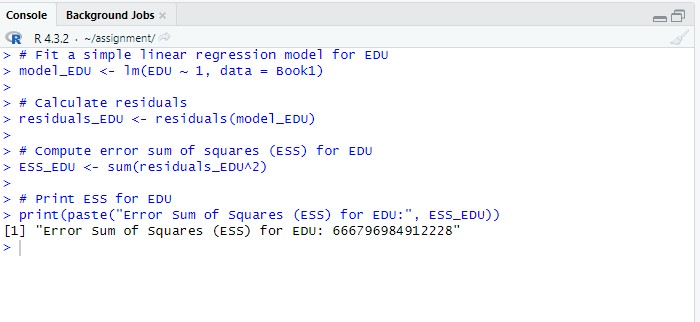 Console Background Jobs ×
R R 4.3.2 · ~/assignment/
> # Fit a simple linear regression model for EDU
> model_EDU <- lm(EDU ~ 1, data = Book1)
>
> # Calculate residuals
> residuals_EDU <- residuals(model_EDU)
>
> # Compute error sum of squares (ESS) for EDU
> ESS_EDU <- sum(residuals_EDU^2)
>
> # Print ESS for EDU
> print(paste("Error Sum of Squares (ESS) for EDU:", ESS_EDU))
[1] "Error Sum of Squares (ESS) for EDU: 666796984912228"
>